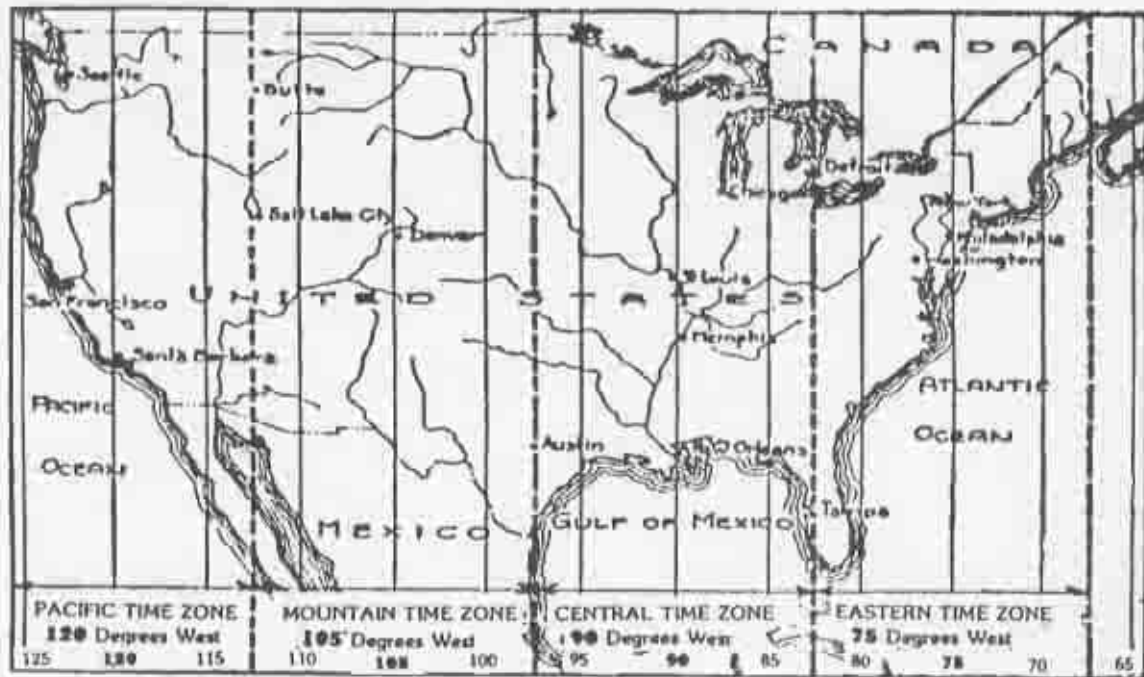 CANADA
Seattle
Butte
Detroit
Chicago
New York
Salt Lake City
Denver
Philadelphia
Washington
St Louis
San Francisco
UNITED STATES
Memphis
Santa Barbara
PACIFIC
OCEAN
ATLANTIC
OCEAN
Austin
Orleans
MEXICO
GULF OF MEXICO
Tampa
PACIFIC TIME ZONE
120 Degrees West
MOUNTAIN TIME ZONE
105 Degrees West
CENTRAL TIME ZONE
90 Degrees West
EASTERN TIME ZONE
75 Degrees West
125 120 115 110 105 100 95 90 85 80 75 70 65